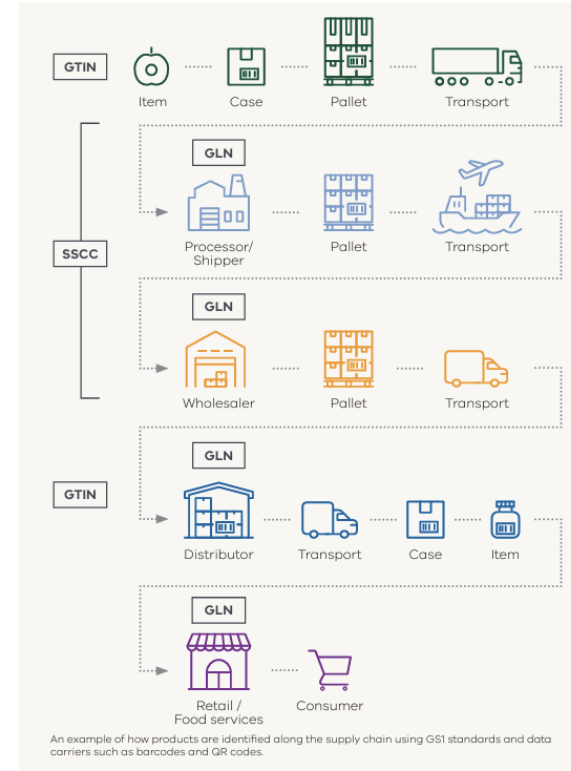 GTIN
Item
Case
Pallet
Transport
GLN
Processor/
Shipper
Pallet
Transport
SSCC
GLN
Wholesaler
Pallet
Transport
GLN
GTIN
Distributor
Transport
Case
Item
GLN
Retail /
Food services
Consumer
An example of how products are identified along the supply chain using GS1 standards and data
carriers such as barcodes and QR codes.